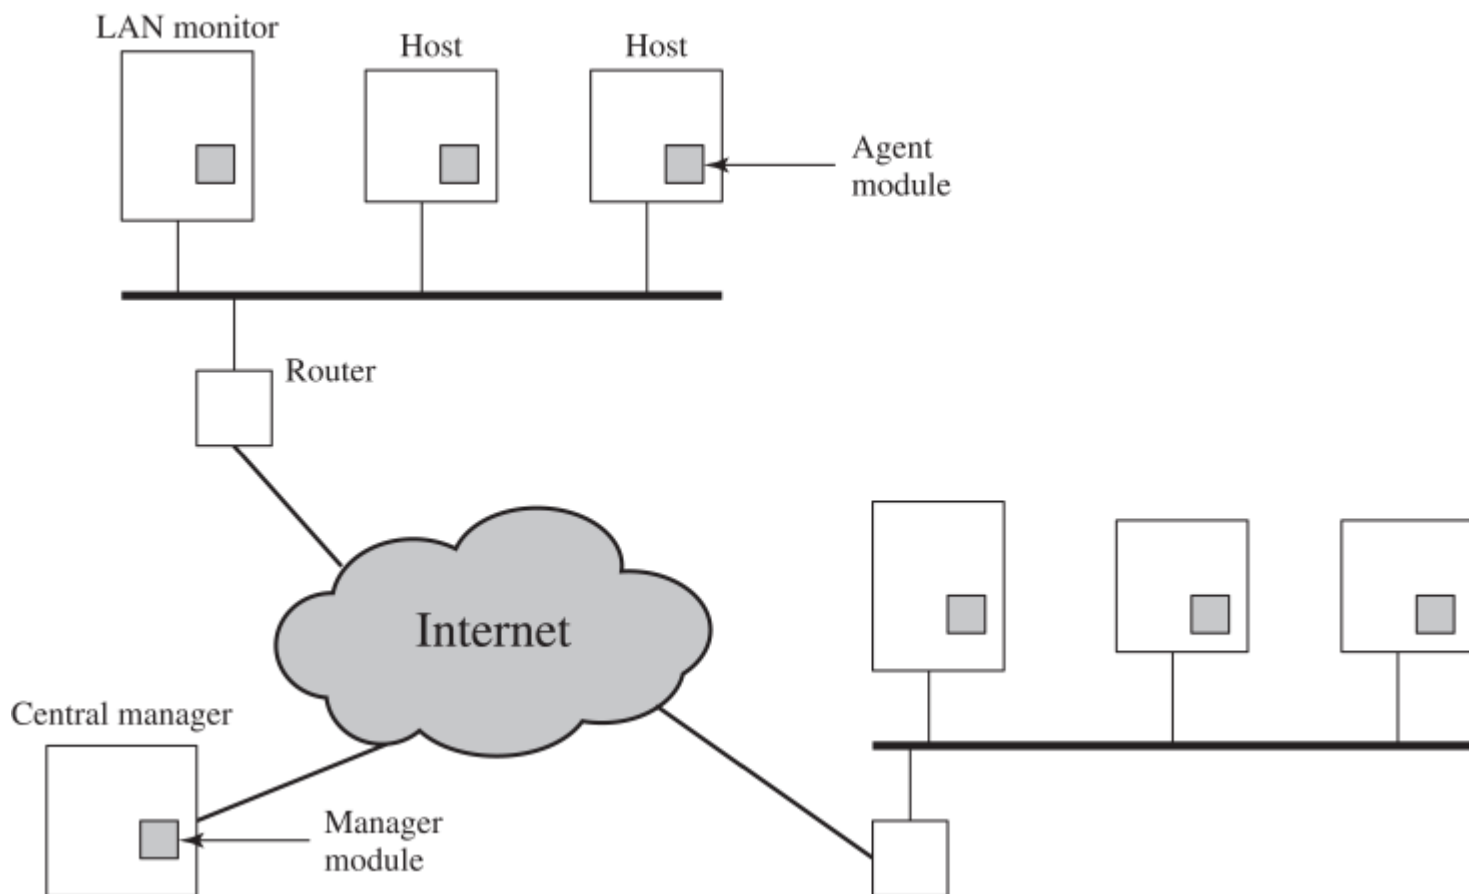 LAN monitor
Host
Host
Agent
module
Router
Internet
Central manager
Manager
module